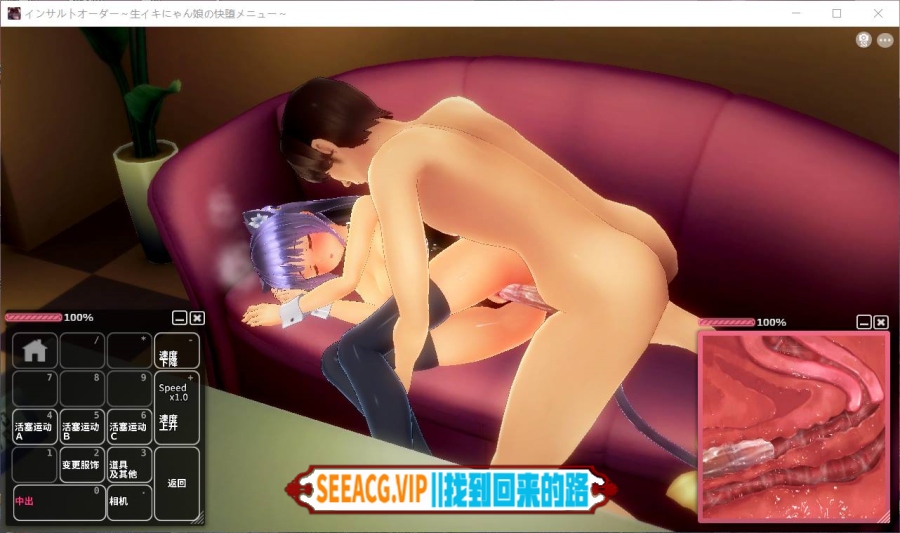 インサルトオーダー～生イキにゃん娘の快堕メニュー～
100%
/
*
-
速度
下降
7
8
9
+
Speed
x1.0
速度
上升
4
活塞运动
A
5
活塞运动
B
6
活塞运动
C
1
2
变更服饰
3
道具
及其他
返回
0
中出
.
相机
100%
SEEACG.VIP||找到回来的路